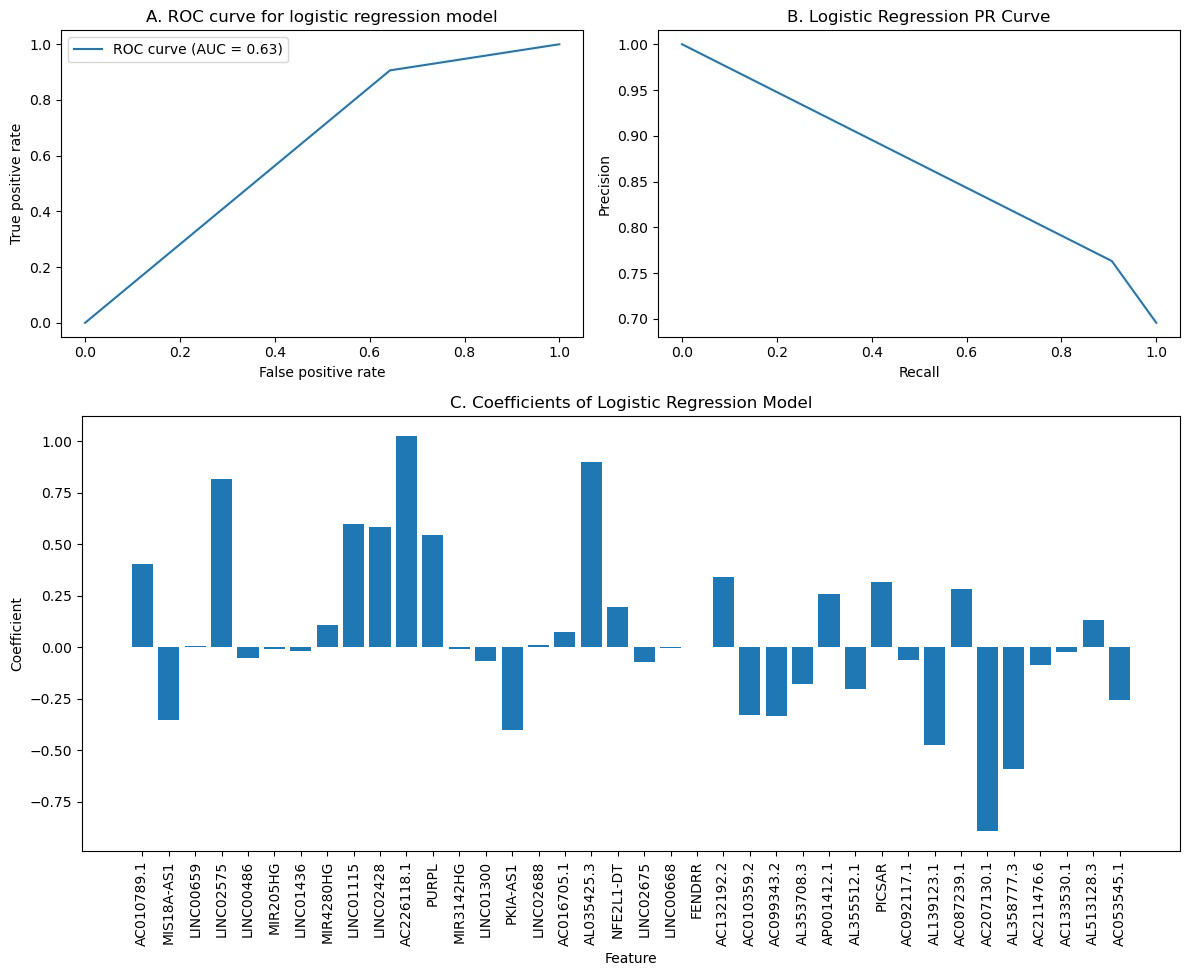 A. ROC curve for logistic regression model
ROC curve (AUC = 0.63)
True positive rate
1.0
0.8
0.6
0.4
0.2
0.0
0.0 0.2 0.4 0.6 0.8 1.0
False positive rate
B. Logistic Regression PR Curve
Precision
1.00
0.95
0.90
0.85
0.80
0.75
0.70
0.0 0.2 0.4 0.6 0.8 1.0
Recall
C. Coefficients of Logistic Regression Model
Coefficient
1.00
0.75
0.50
0.25
0.00
−0.25
−0.50
−0.75
AC010789.1
MIS18A-AS1
LINC00659
LINC02575
LINC00486
MIR205HG
LINC01436
MIR4280HG
LINC01115
LINC02428
AC226118.1
PURPL
MIR3142HG
LINC01300
PKIA-AS1
LINC02688
AC016705.1
AL035425.3
NFE2L1-DT
LINC02675
LINC00668
FENDRR
AC132192.2
AC010359.2
AC099343.2
AL353708.3
AP001412.1
AL355512.1
PICSAR
AC092117.1
AL139123.1
AC087239.1
AC207130.1
AL358777.3
AC211476.6
AC133530.1
AL513128.3
AC053545.1
Feature